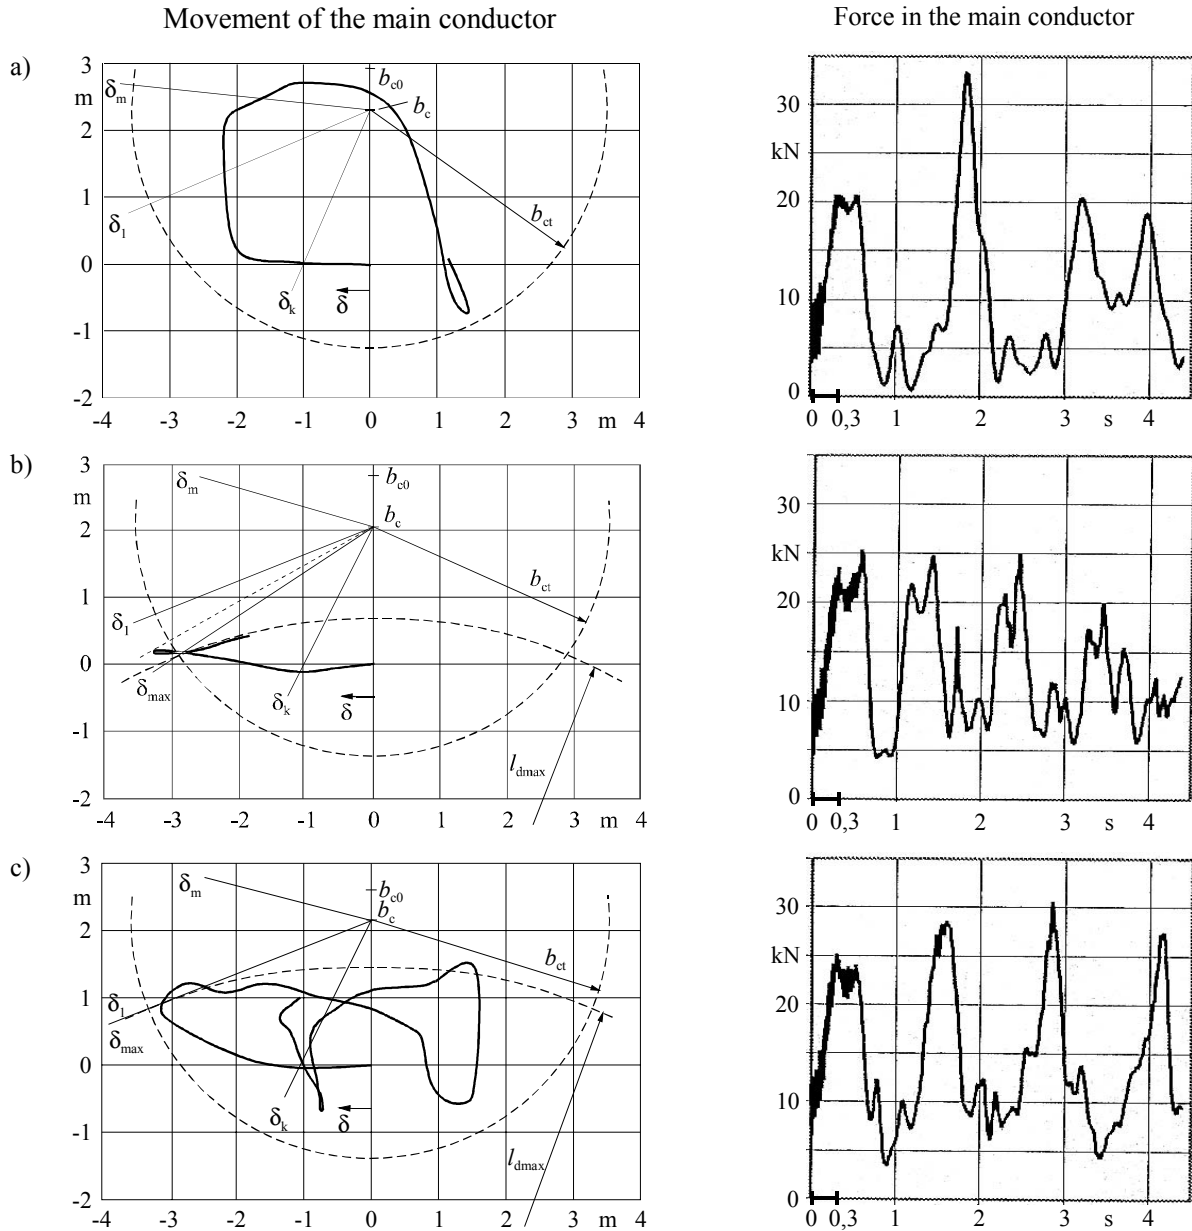 Movement of the main conductor
Force in the main conductor
a)
3
m
2
1
0
-1
-2
-4 -3 -2 -1 0 1 2 3 4
m
δm
bc0
bc
δ1
bct
δk
δ
30
kN
20
10
0
0 0,3 1 2 3 s 4
b)
3
m
2
1
0
-1
-2
-4 -3 -2 -1 0 1 2 3 m 4
δm
bc0
bc
bct
δ1
δmax
δk
δ
ldmax
30
kN
20
10
0
0 0,3 1 2 3 s 4
c)
3
m
2
1
0
-1
-2
-4 -3 -2 -1 0 1 2 3 m 4
δm
bc0
bc
bct
δ1
δmax
δk
δ
ldmax
30
kN
20
10
0
0 0,3 1 2 3 s 4